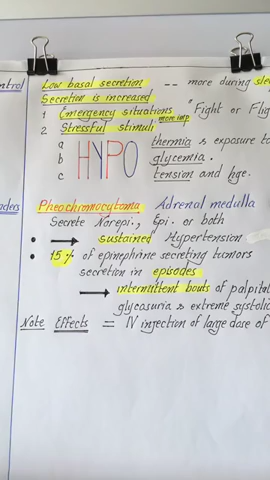 ntrol Low basal secretion -- more during sle
Secretion is increased
1 Emergency situations "Fight or Flig
more imp
2 Stressful stimuli
a HYPO thermia & exposure to
b glycemia.
c tension and hge.
ders Pheochromocytoma Adrenal medulla
Secrete Norepi., Epi. or both
• → sustained Hypertension
• 15 % of epinephrine secreting tumors
secretion in episodes
→ intermittent bouts of palpital
glycosuria & extreme systolic
Note Effects = IV injection of large dose of